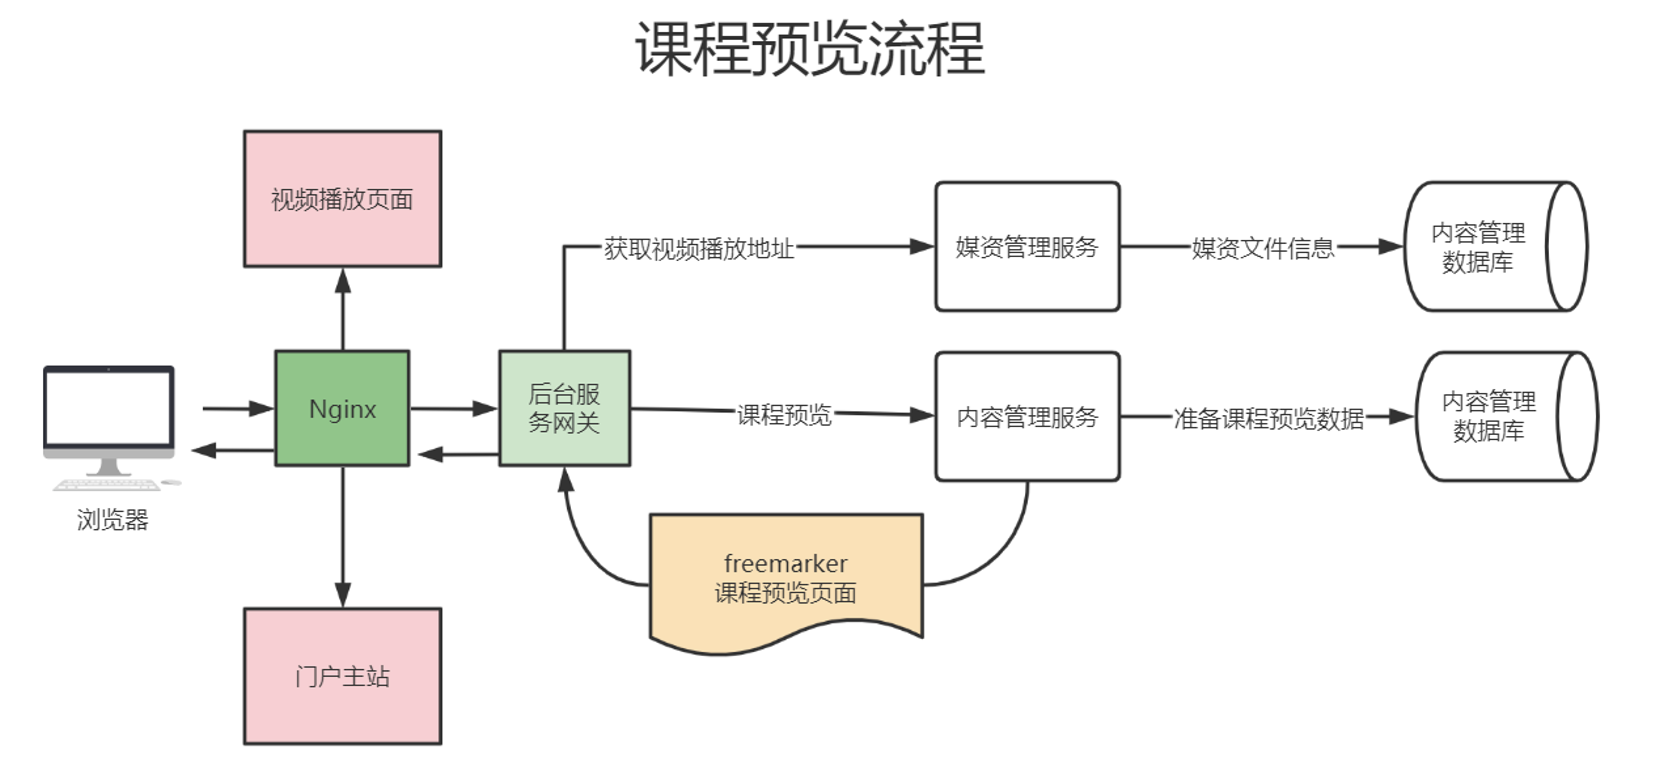 课程预览流程
视频播放页面
获取视频播放地址
媒资管理服务
媒资文件信息
内容管理
数据库
浏览器
Nginx
后台服
务网关
课程预览
内容管理服务
准备课程预览数据
内容管理
数据库
freemarker
课程预览页面
门户主站